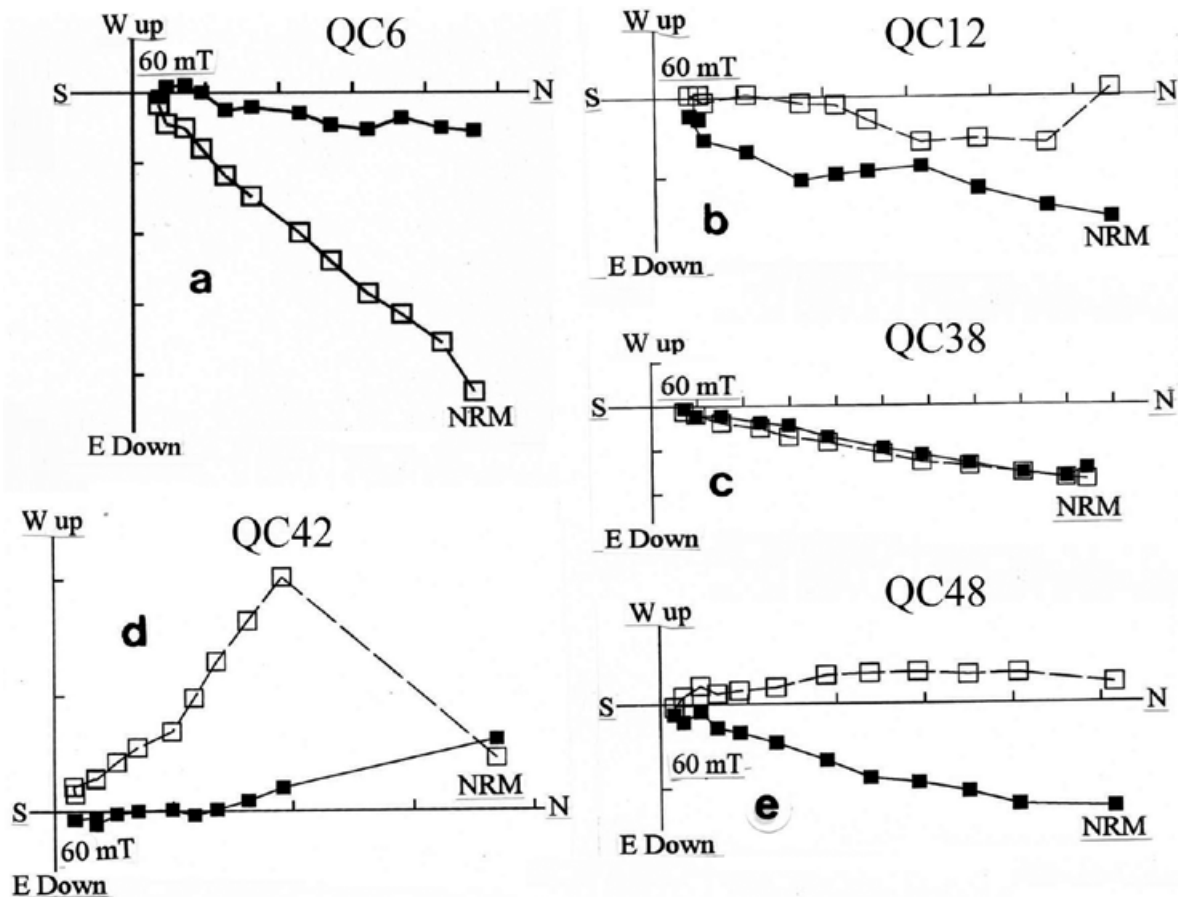 W up
QC6
60 mT
S
N
a
NRM
E Down
W up
QC12
60 mT
S
N
b
NRM
E Down
W up
QC38
60 mT
S
N
c
NRM
E Down
W up
QC42
d
S
N
NRM
60 mT
E Down
W up
QC48
S
N
60 mT
e
NRM
E Down